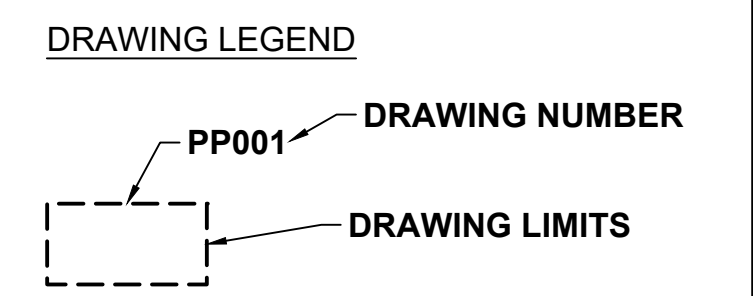 DRAWING LEGEND
DRAWING NUMBER
PP001
DRAWING LIMITS